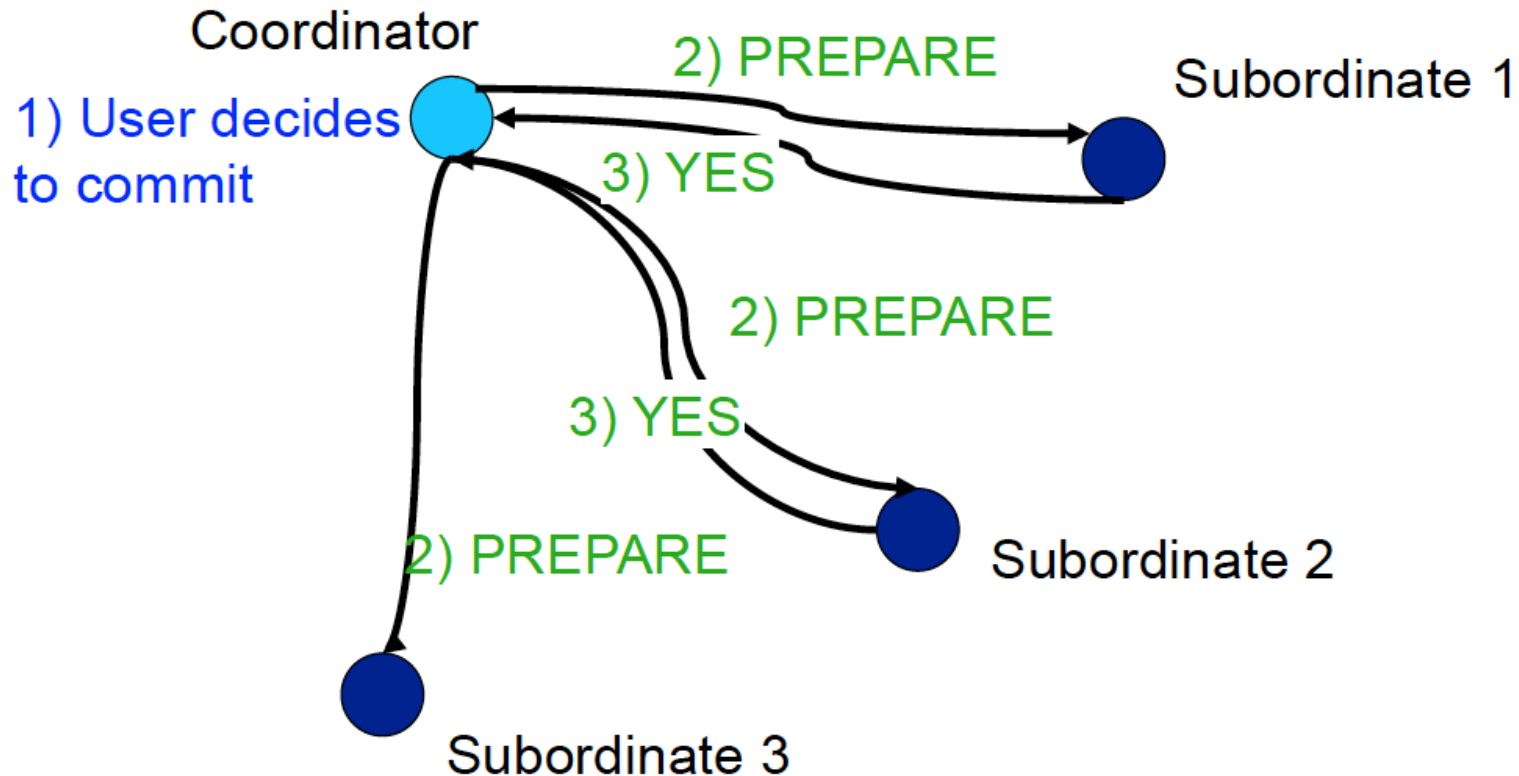 Coordinator
2) PREPARE
Subordinate 1
1) User decides
to commit
3) YES
2) PREPARE
3) YES
2) PREPARE
Subordinate 2
Subordinate 3